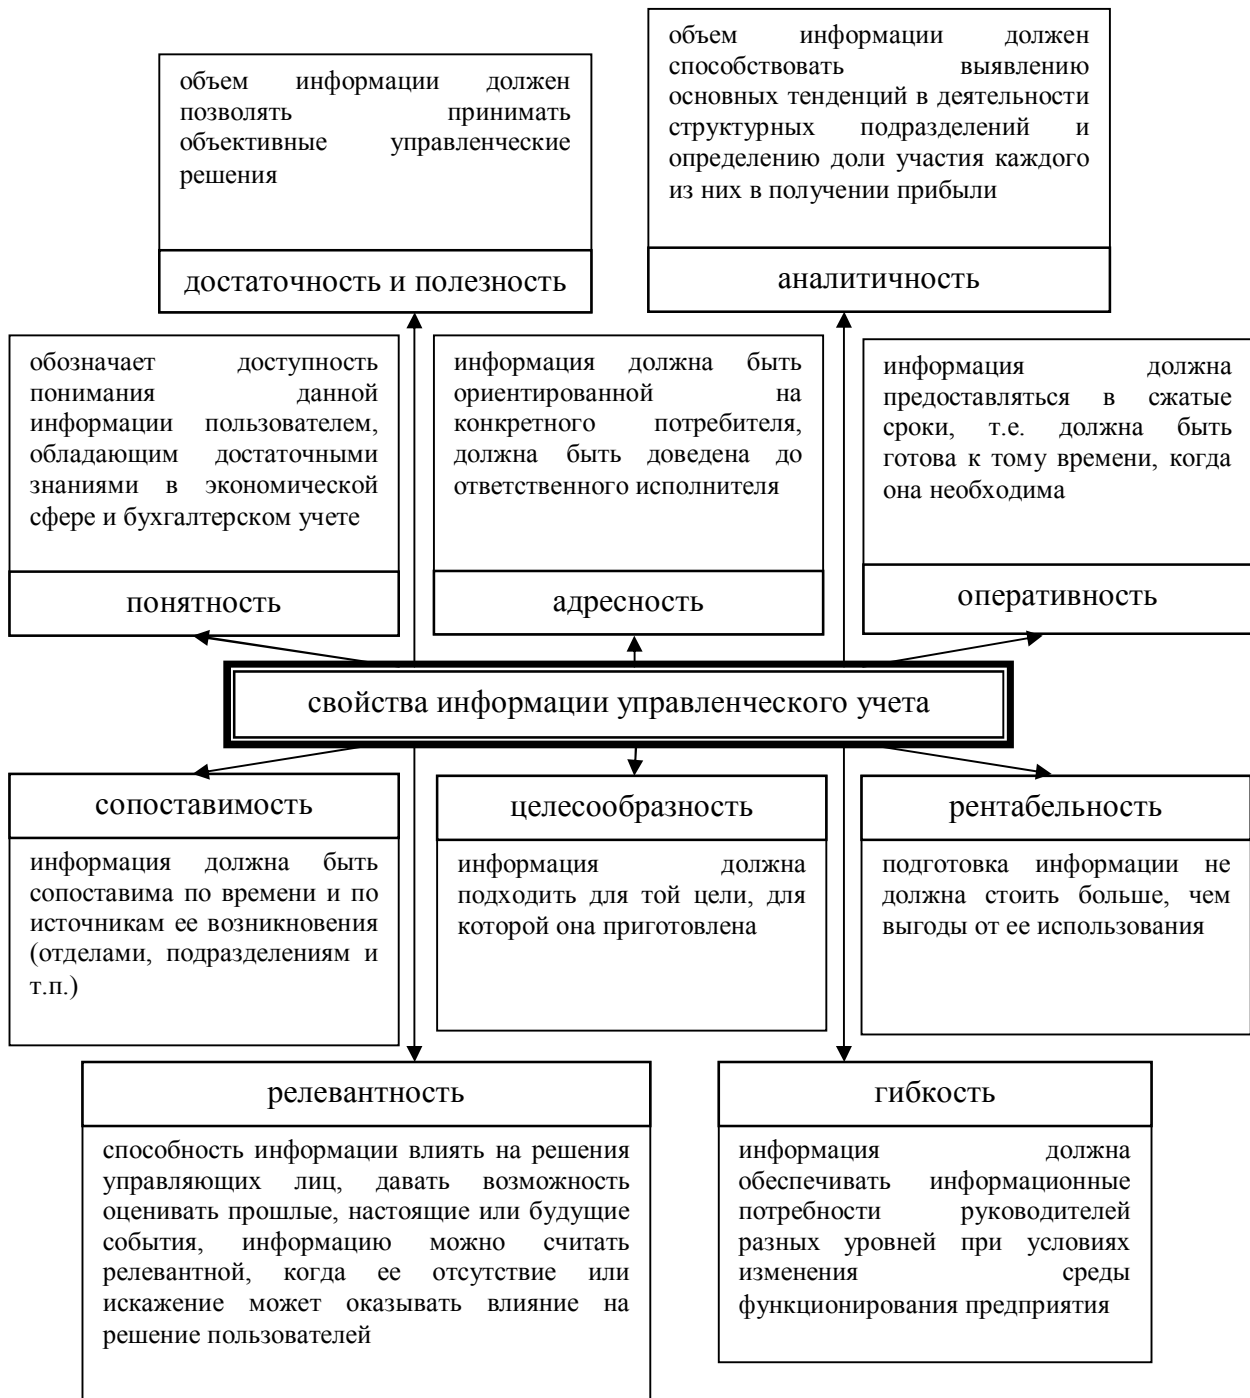 объем информации должен
позволять принимать
объективные управленческие
решения
достаточность и полезность
объем информации должен
способствовать выявлению
основных тенденций в деятельности
структурных подразделений и
определению доли участия каждого
из них в получении прибыли
аналитичность
обозначает доступность
понимания данной
информации пользователем,
обладающим достаточными
знаниями в экономической
сфере и бухгалтерском учете
понятность
информация должна быть
ориентированной на
конкретного потребителя,
должна быть доведена до
ответственного исполнителя
адресность
информация должна
предоставляться в сжатые
сроки, т.е. должна быть
готова к тому времени, когда
она необходима
оперативность
свойства информации управленческого учета
сопоставимость
информация должна быть
сопоставима по времени и по
источникам ее возникновения
(отделами, подразделениям и
т.п.)
целесообразность
информация должна
подходить для той цели, для
которой она приготовлена
рентабельность
подготовка информации не
должна стоить больше, чем
выгоды от ее использования
релевантность
способность информации влиять на решения
управляющих лиц, давать возможность
оценивать прошлые, настоящие или будущие
события, информацию можно считать
релевантной, когда ее отсутствие или
искажение может оказывать влияние на
решение пользователей
гибкость
информация должна
обеспечивать информационные
потребности руководителей
разных уровней при условиях
изменения среды
функционирования предприятия